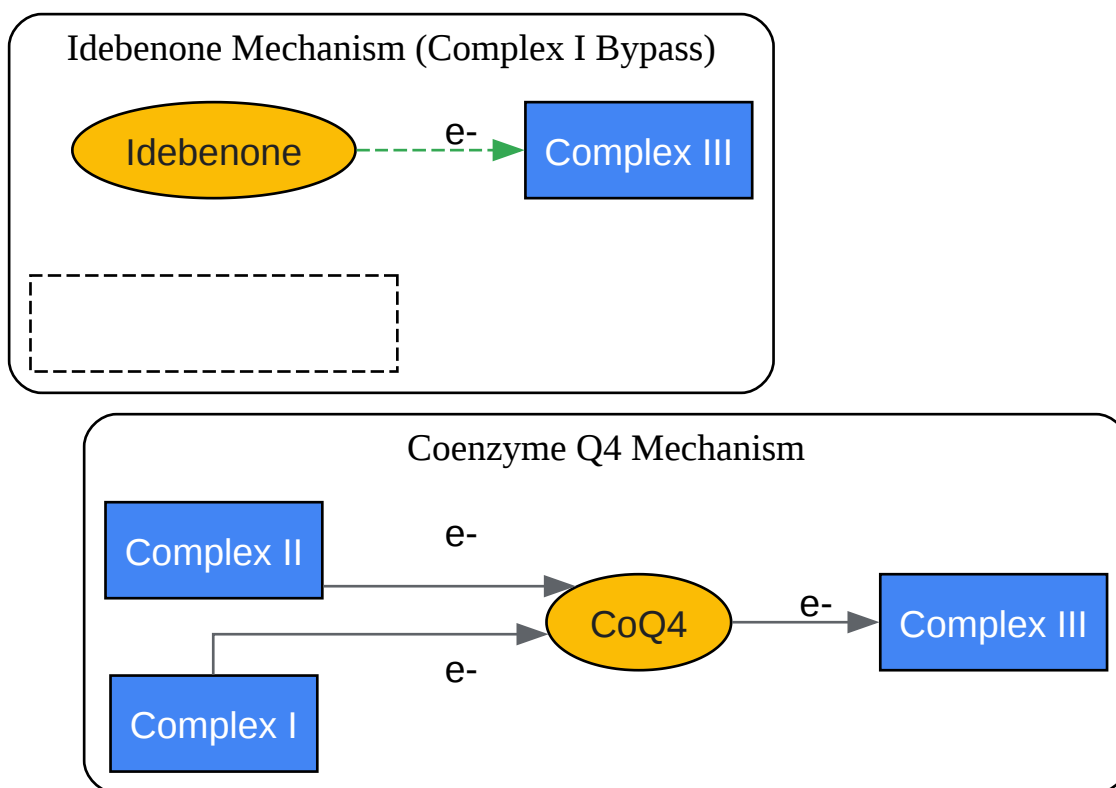 Idebenone Mechanism (Complex I Bypass)
Idebenone
e-
Complex III
Coenzyme Q4 Mechanism
Complex II
e-
CoQ4
e-
Complex III
e-
Complex I